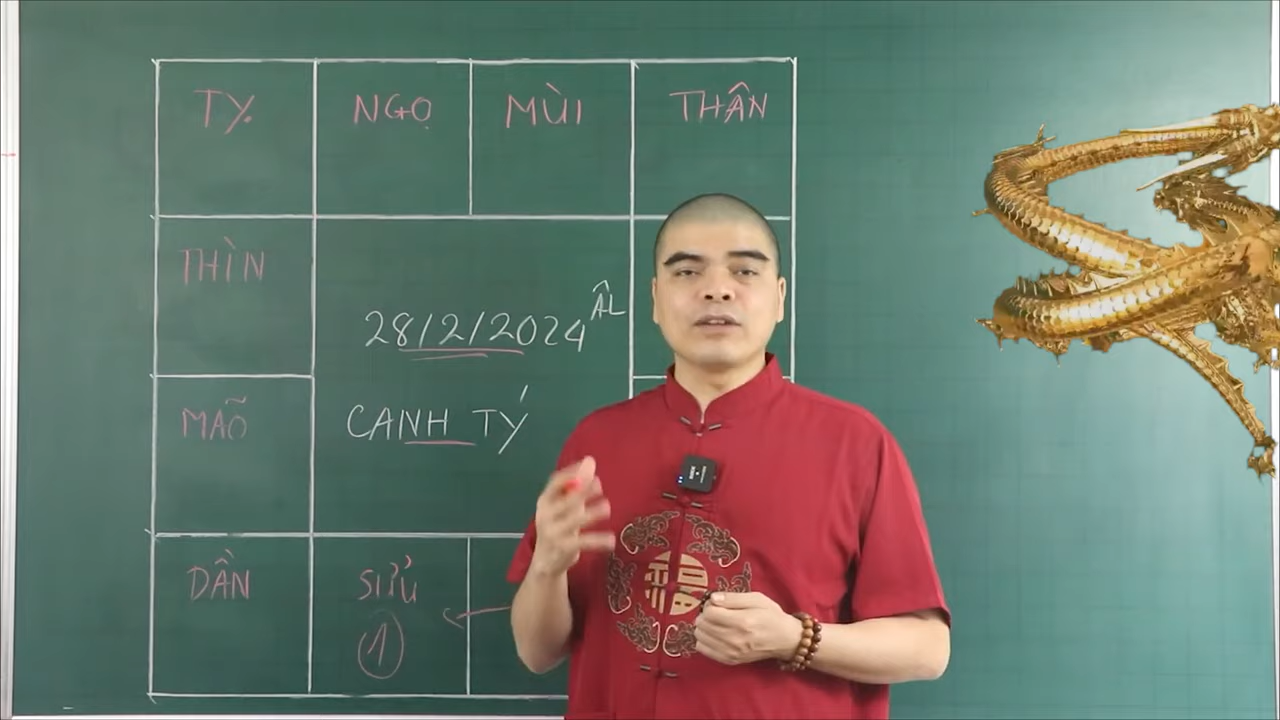 TỴ NGỌ MÙI THÂN
THÌN
28/2/2024 ÂL
MÃO
CANH TÝ
DẦN SỬU
1